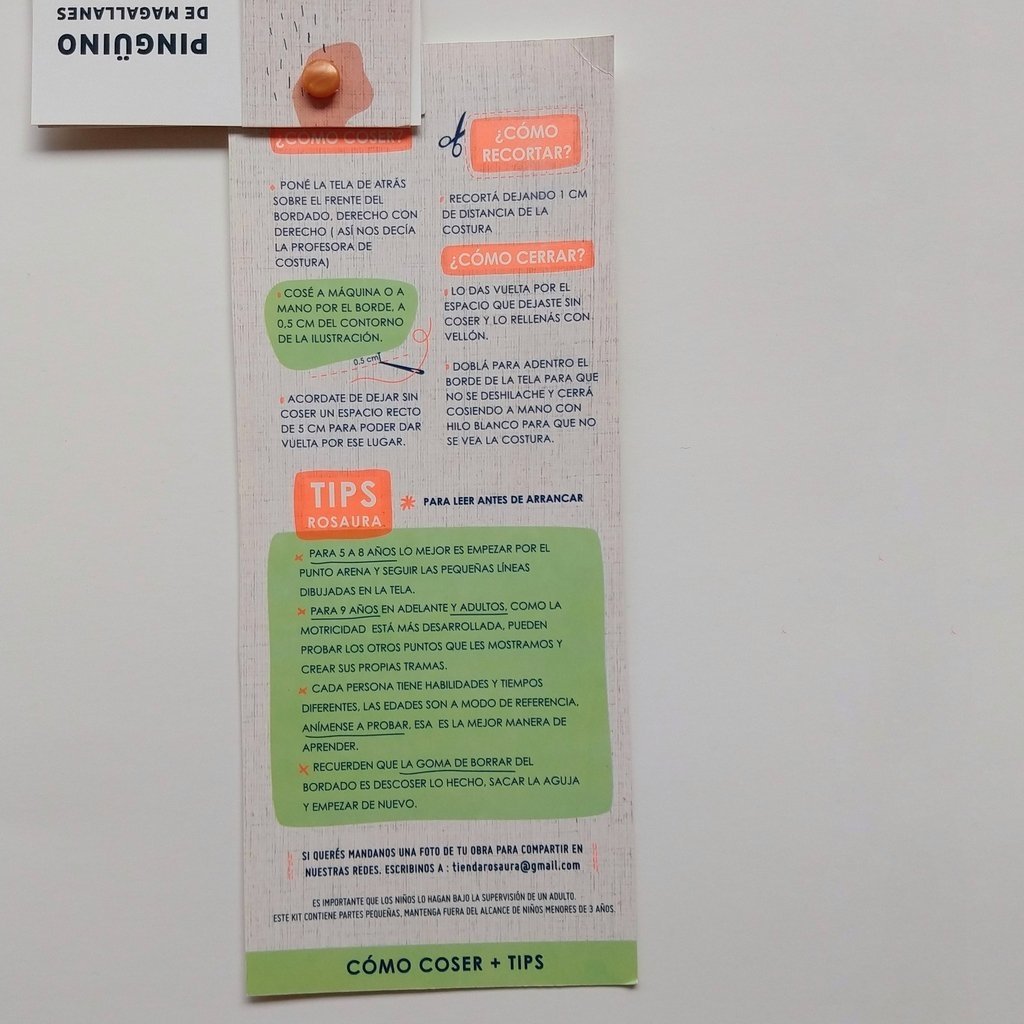 PINGÜINO
DE MAGALLANES
¿CÓMO COSER?
PONÉ LA TELA DE ATRÁS
SOBRE EL FRENTE DEL
BORDADO, DERECHO CON
DERECHO ( ASÍ NOS DECÍA
LA PROFESORA DE
COSTURA)
COSÉ A MÁQUINA O A
MANO POR EL BORDE, A
0,5 CM DEL CONTORNO
DE LA ILUSTRACIÓN.
0.5 cm
ACORDATE DE DEJAR SIN
COSER UN ESPACIO RECTO
DE 5 CM PARA PODER DAR
VUELTA POR ESE LUGAR.
¿CÓMO
RECORTAR?
RECORTÁ DEJANDO 1 CM
DE DISTANCIA DE LA
COSTURA
¿CÓMO CERRAR?
LO DAS VUELTA POR EL
ESPACIO QUE DEJASTE SIN
COSER Y LO RELLENÁS CON
VELLÓN.
DOBLÁ PARA ADENTRO EL
BORDE DE LA TELA PARA QUE
NO SE DESHILACHE Y CERRÁ
COSIENDO A MANO CON
HILO BLANCO PARA QUE NO
SE VEA LA COSTURA.
TIPS
ROSAURA
PARA LEER ANTES DE ARRANCAR
PARA 5 A 8 AÑOS LO MEJOR ES EMPEZAR POR EL
PUNTO ARENA Y SEGUIR LAS PEQUEÑAS LÍNEAS
DIBUJADAS EN LA TELA.
PARA 9 AÑOS EN ADELANTE Y ADULTOS, COMO LA
MOTRICIDAD ESTÁ MÁS DESARROLLADA, PUEDEN
PROBAR LOS OTROS PUNTOS QUE LES MOSTRAMOS Y
CREAR SUS PROPIAS TRAMAS.
CADA PERSONA TIENE HABILIDADES Y TIEMPOS
DIFERENTES, LAS EDADES SON A MODO DE REFERENCIA,
ANÍMENSE A PROBAR, ESA ES LA MEJOR MANERA DE
APRENDER.
RECUERDEN QUE LA GOMA DE BORRAR DEL
BORDADO ES DESCOSER LO HECHO, SACAR LA AGUJA
Y EMPEZAR DE NUEVO.
SI QUERÉS MANDANOS UNA FOTO DE TU OBRA PARA COMPARTIR EN
NUESTRAS REDES. ESCRIBINOS A : tiendarosaura@gmail.com
ES IMPORTANTE QUE LOS NIÑOS LO HAGAN BAJO LA SUPERVISIÓN DE UN ADULTO.
ESTE KIT CONTIENE PARTES PEQUEÑAS, MANTENGA FUERA DEL ALCANCE DE NIÑOS MENORES DE 3 AÑOS.
CÓMO COSER + TIPS